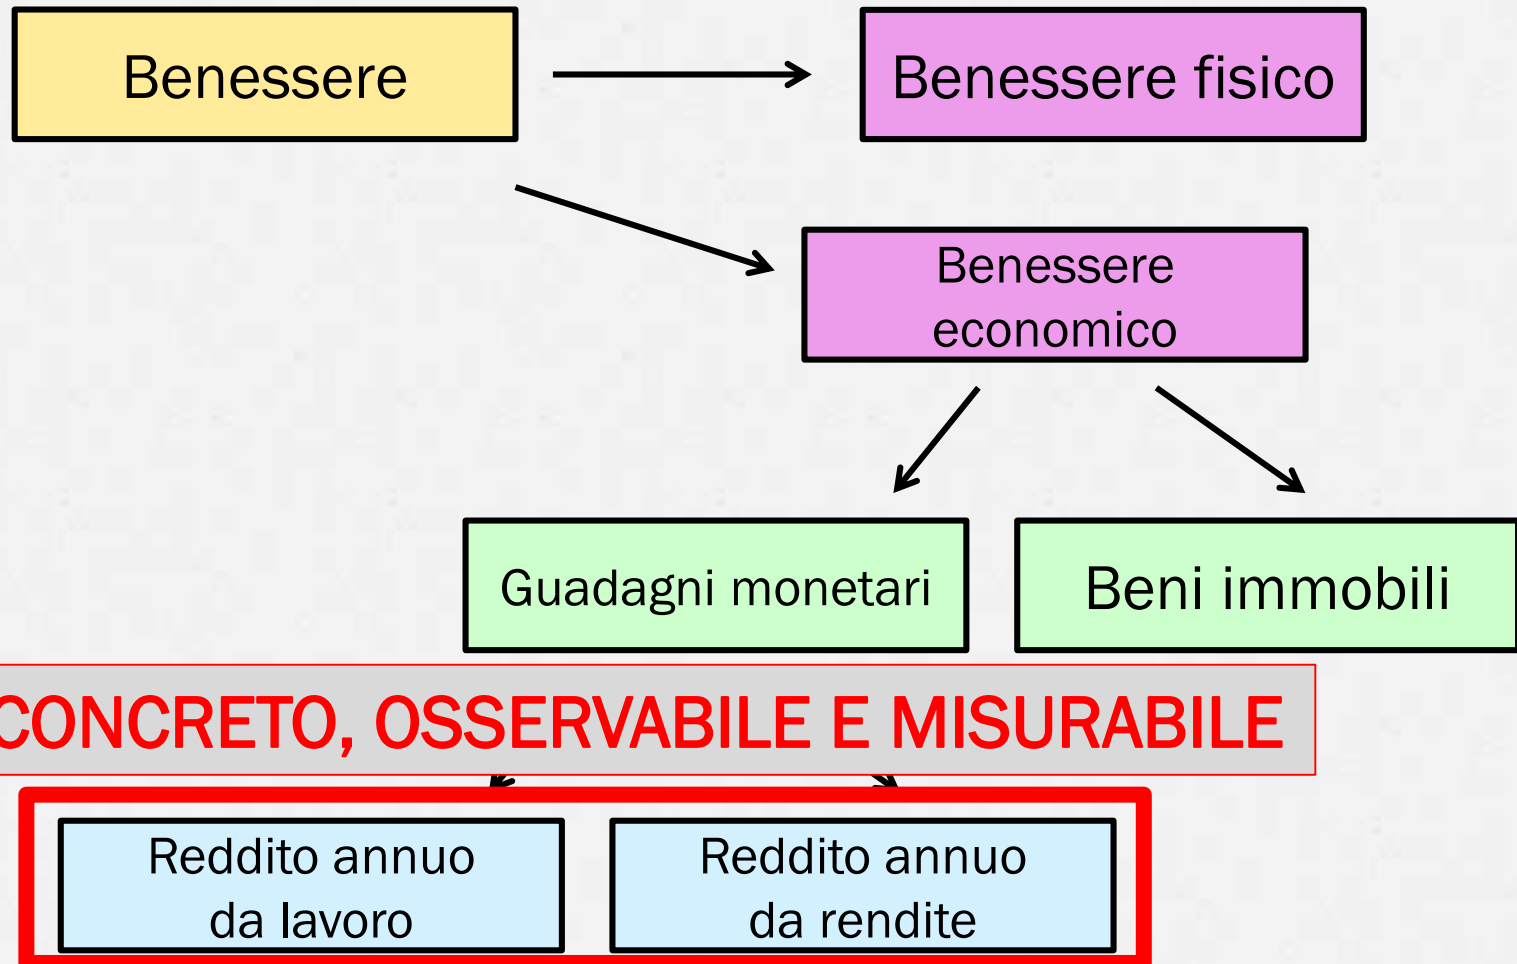 Benessere
Benessere fisico
Benessere
economico
Guadagni monetari
Beni immobili
CONCRETO, OSSERVABILE E MISURABILE
Reddito annuo
da lavoro
Reddito annuo
da rendite